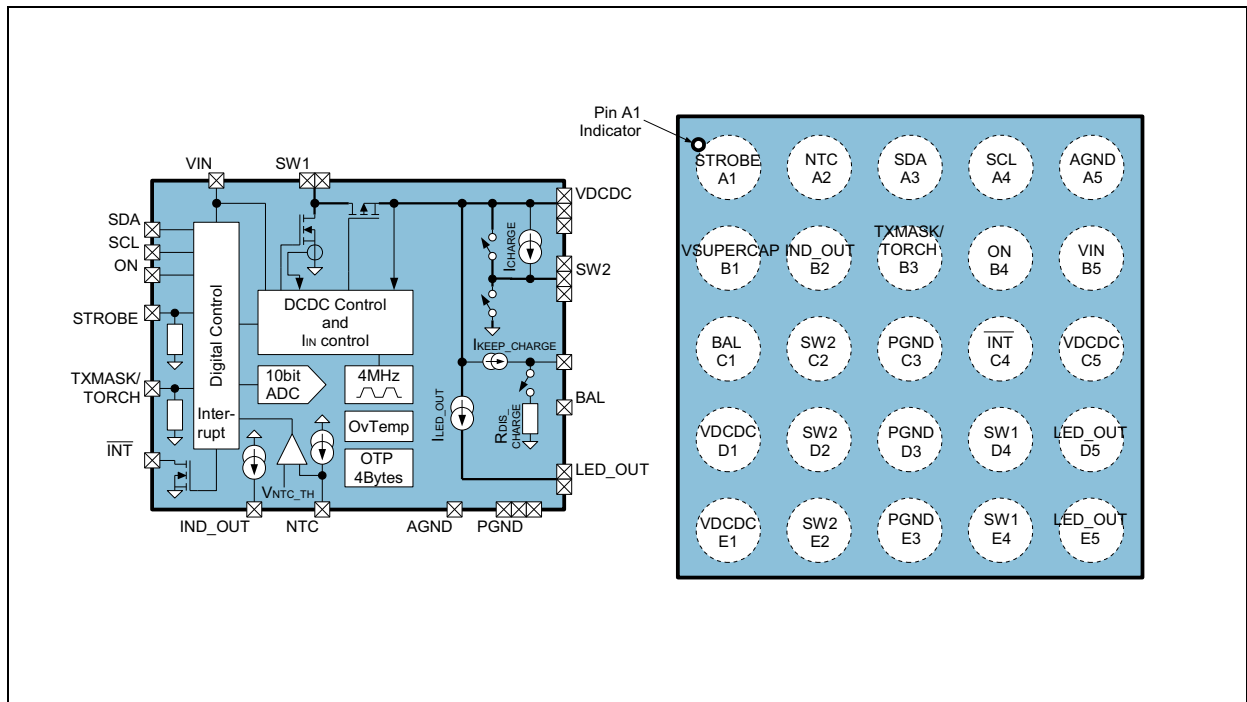 VIN
SW1
VDCDC
SDA
SCL
ON
STROBE
TXMASK/
TORCH
INT
Digital Control
Inter-
rupt
DCDC Control
and
IIN control
10bit
ADC
4MHz
OvTemp
OTP
4Bytes
VNTC_TH
ICHARGE
SW2
IKEEP_CHARGE
ILED_OUT
RDIS_
CHARGE
BAL
LED_OUT
IND_OUT
NTC
AGND
PGND
Pin A1
Indicator
STROBE
A1
NTC
A2
SDA
A3
SCL
A4
AGND
A5
VSUPERCAP
B1
IND_OUT
B2
TXMASK/
TORCH
B3
ON
B4
VIN
B5
BAL
C1
SW2
C2
PGND
C3
INT
C4
VDCDC
C5
VDCDC
D1
SW2
D2
PGND
D3
SW1
D4
LED_OUT
D5
VDCDC
E1
SW2
E2
PGND
E3
SW1
E4
LED_OUT
E5